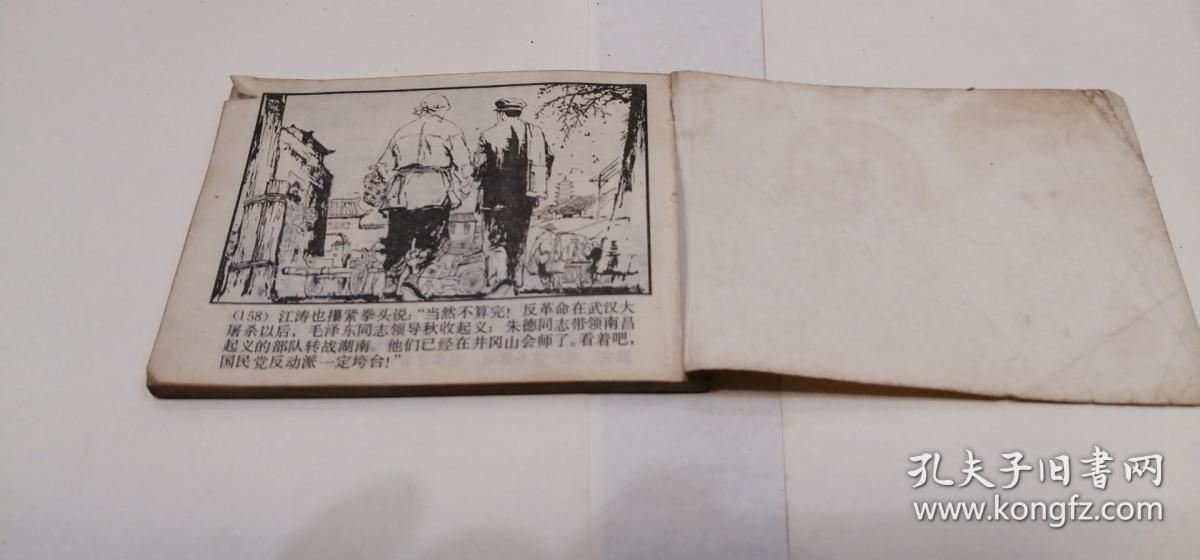 (158) 江涛也攥紧拳头说:“当然不算完!反革命在武汉大
屠杀以后,毛泽东同志领导秋收起义;朱德同志带领南昌
起义的部队转战湖南。他们已经在井冈山会师了。看着吧,
国民党反动派一定垮台!”
孔夫子旧書网
www.kongfz.com